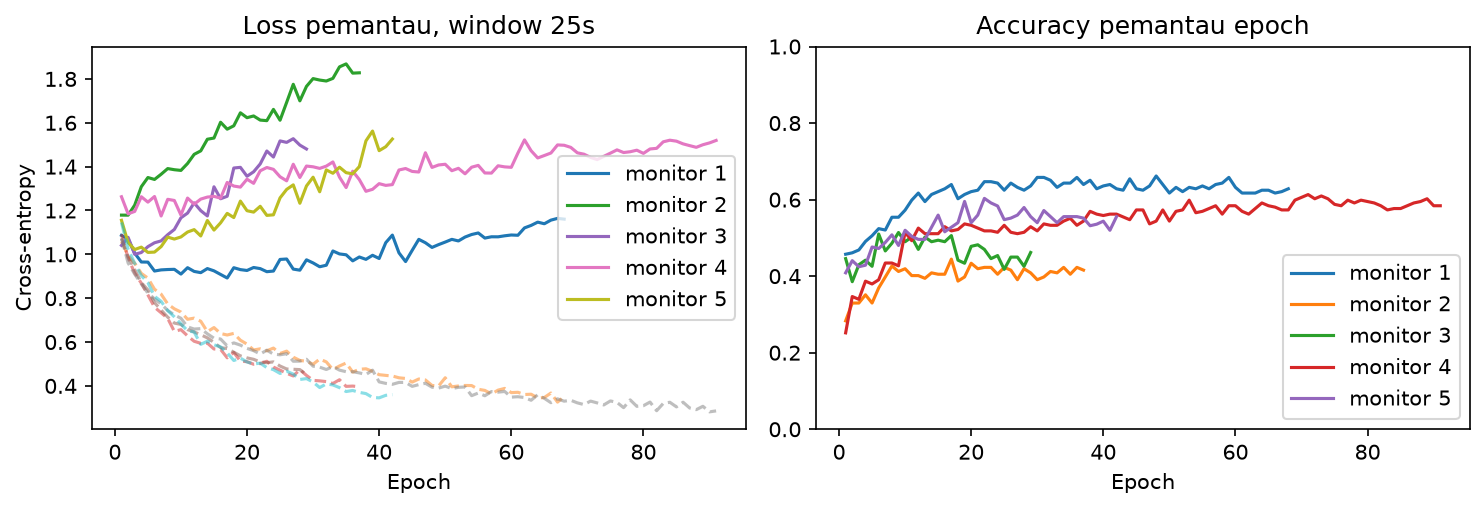 Loss pemantau, window 25s
Cross-entropy
1.8
1.6
1.4
1.2
1.0
0.8
0.6
0.4
0
20
40
60
80
Epoch
monitor 1
monitor 2
monitor 3
monitor 4
monitor 5
Accuracy pemantau epoch
1.0
0.8
0.6
0.4
0.2
0.0
0
20
40
60
80
Epoch
monitor 1
monitor 2
monitor 3
monitor 4
monitor 5